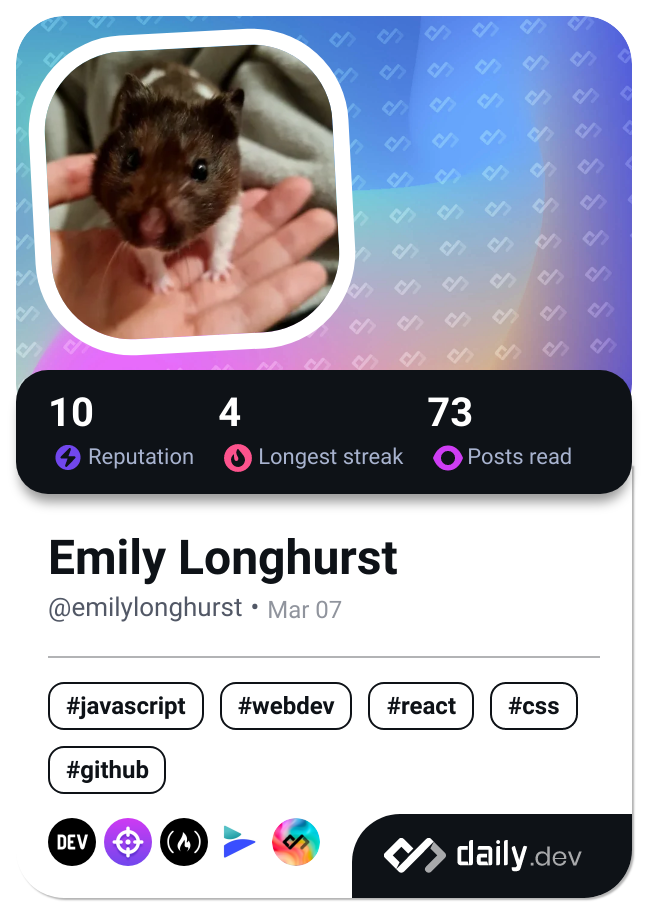 10 4 73
Reputation Longest streak Posts read
Emily Longhurst
@emilylonghurst • Mar 07
#javascript #webdev #react #css
#github
DEV
daily.dev